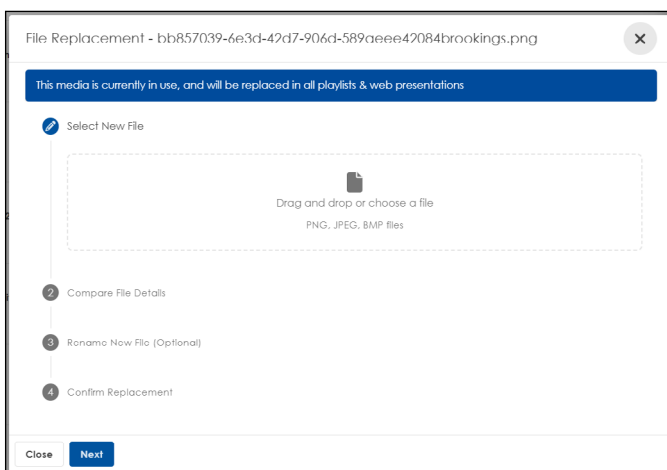 File Replacement - bb857039-6e3d-42d7-906d-589aeee42084brookings.png
This media is currently in use, and will be replaced in all playlists & web presentations
Select New File
Drag and drop or choose a file
PNG, JPEG, BMP files
2 Compare File Details
3 Rename New File (Optional)
4 Confirm Replacement
Close Next